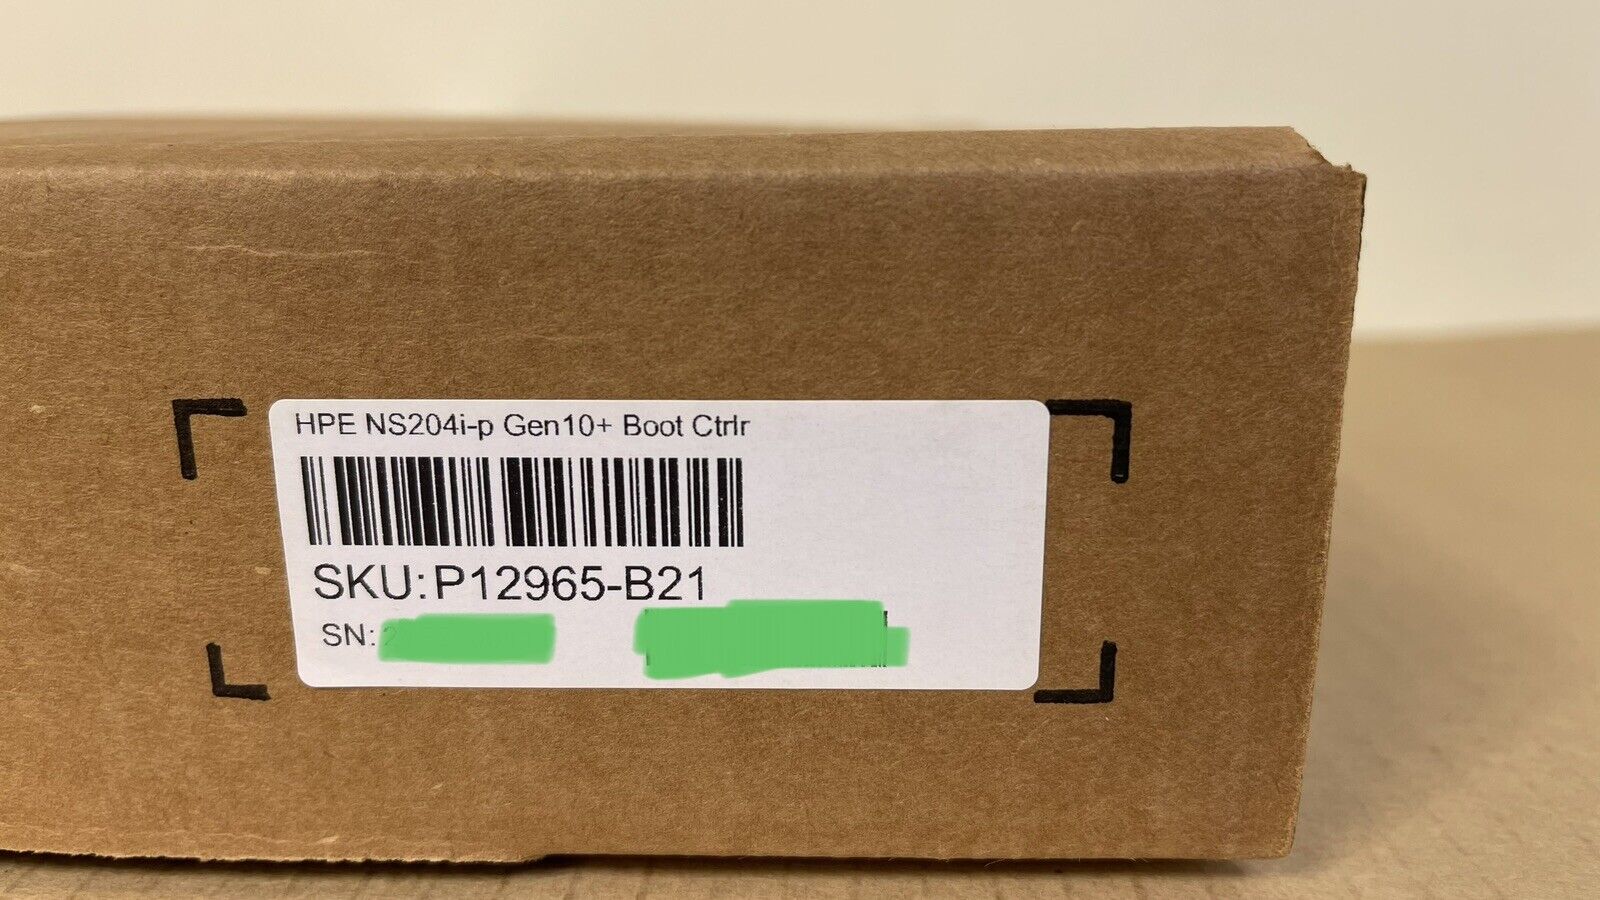 HPE NS204i-p Gen10+ Boot Ctrlr
SKU:P12965-B21
SN: